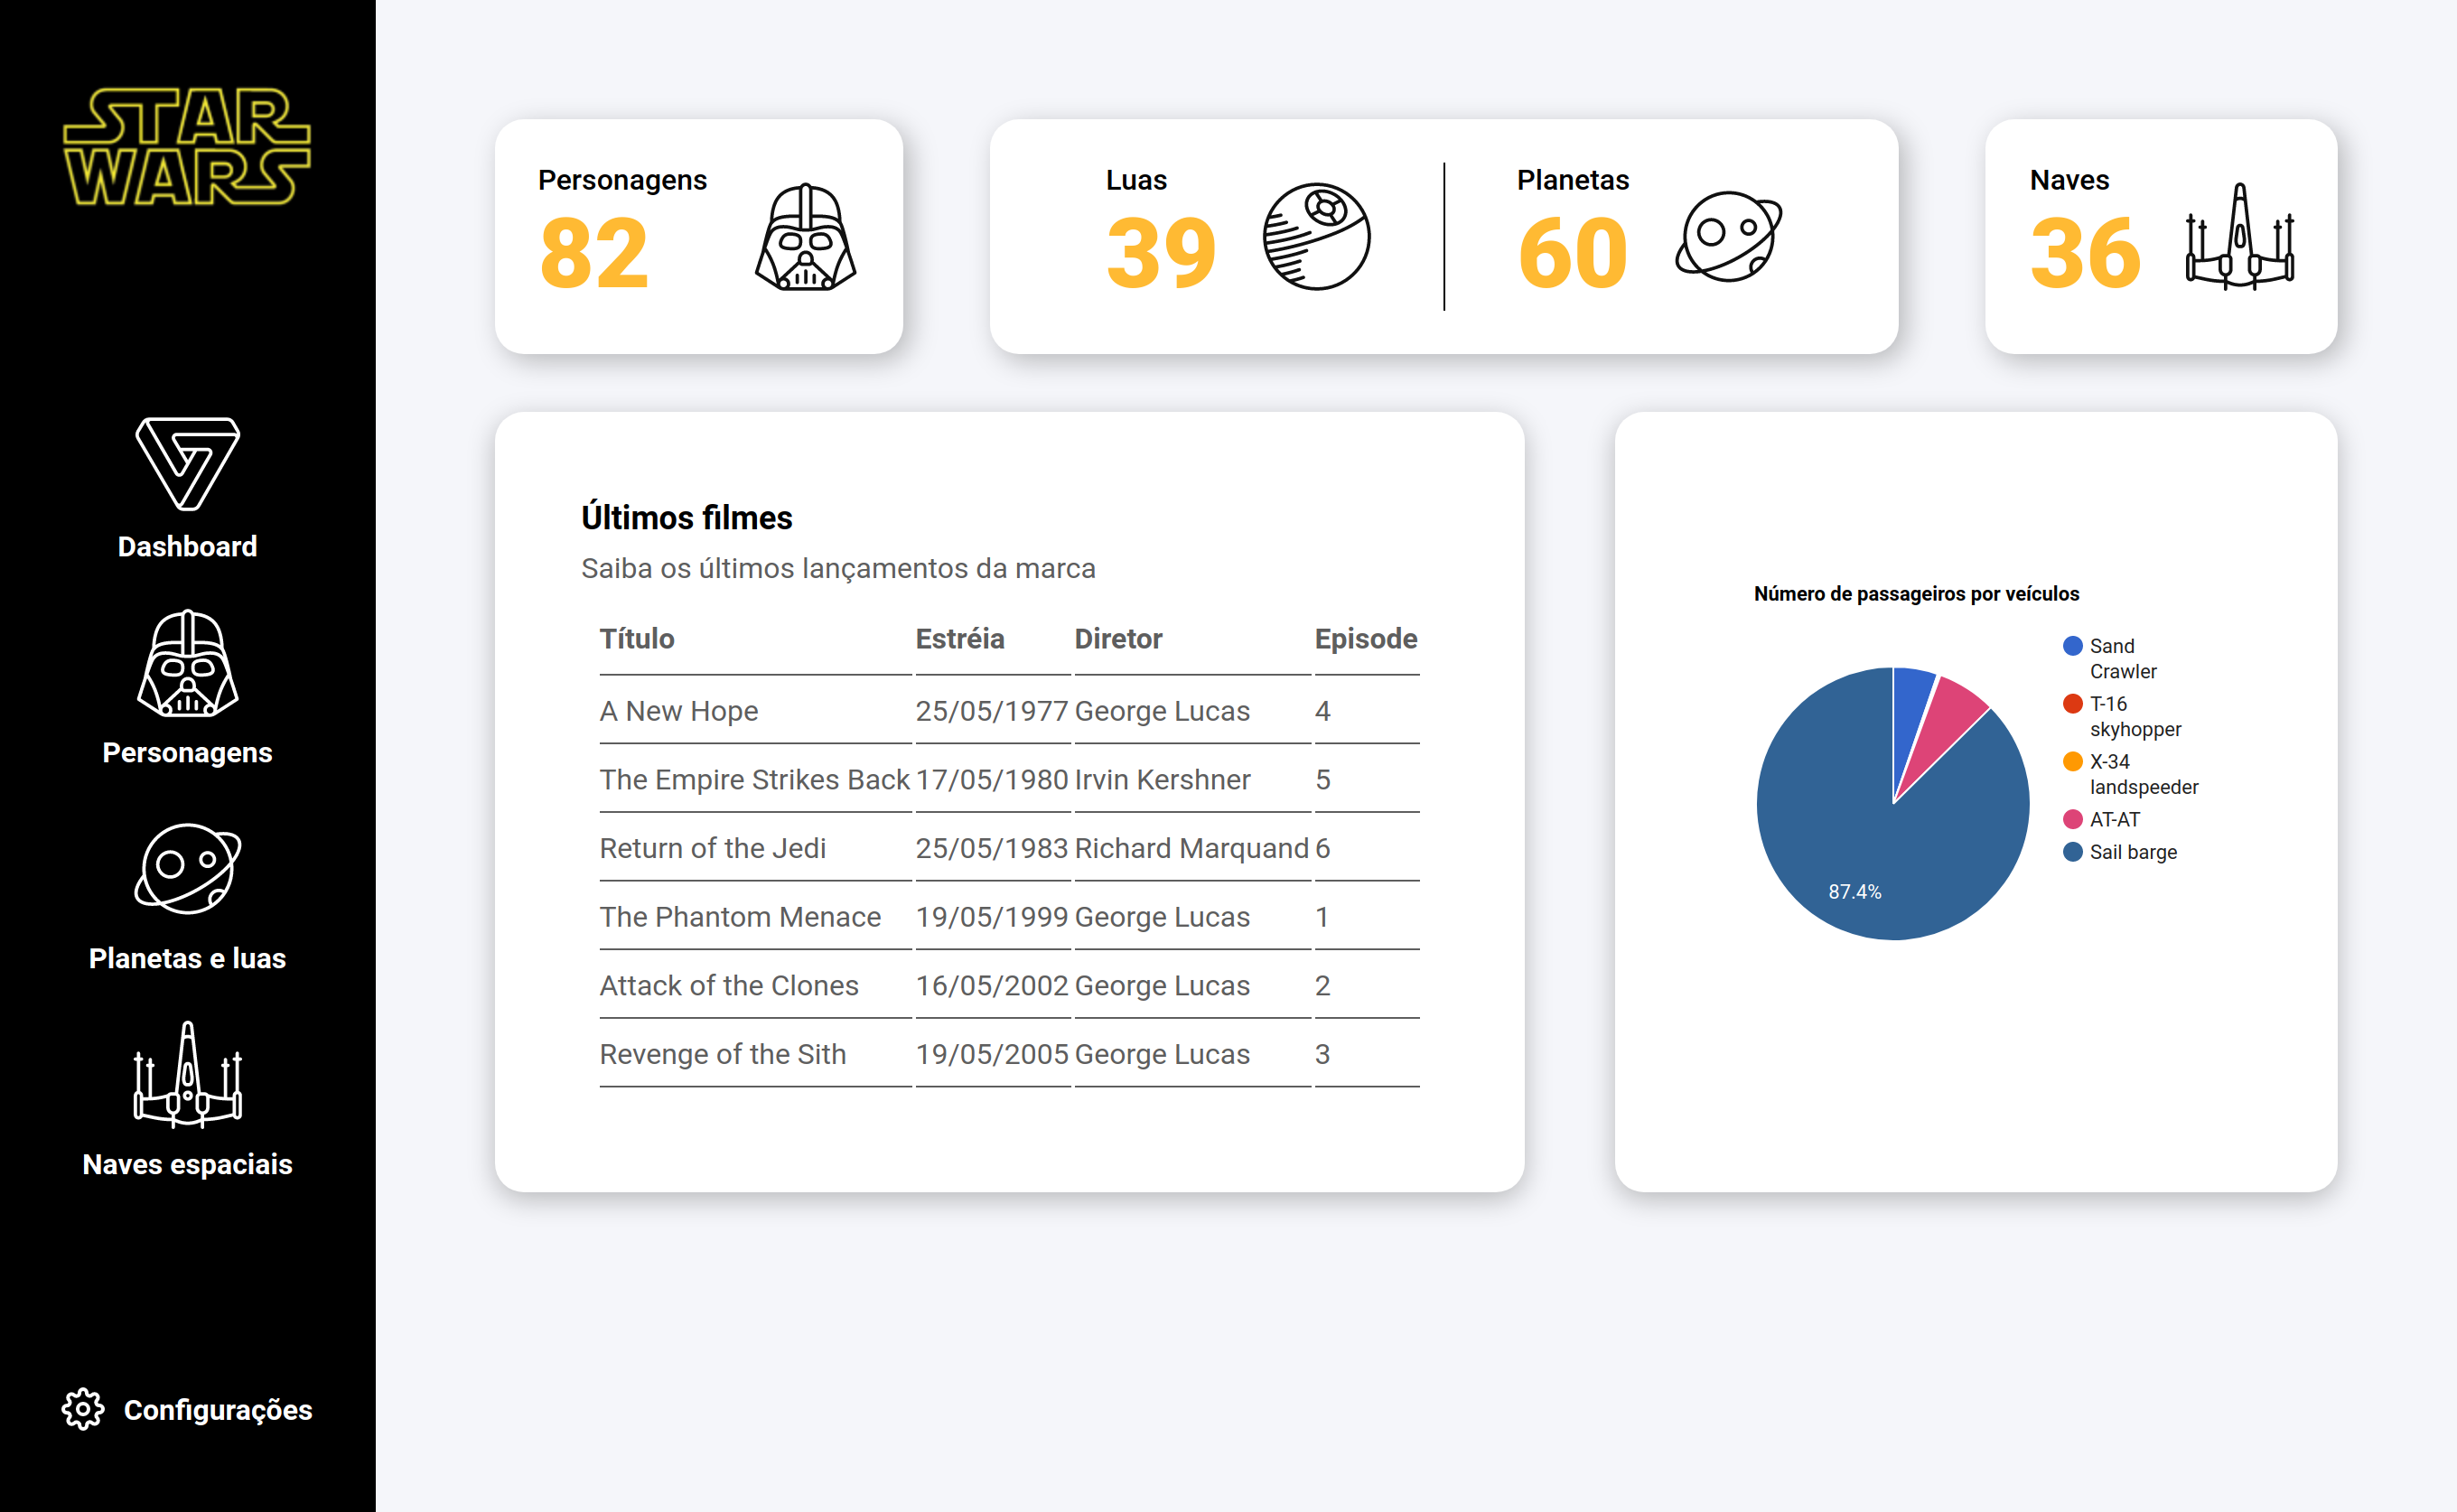 STAR
WARS
Dashboard
Personagens
Planetas e luas
Naves espaciais
Configurações
Personagens
82
Luas
39
Planetas
60
Naves
36
Últimos filmes
Saiba os últimos lançamentos da marca
Título Estréia Diretor Episode
A New Hope 25/05/1977 George Lucas 4
The Empire Strikes Back 17/05/1980 Irvin Kershner 5
Return of the Jedi 25/05/1983 Richard Marquand 6
The Phantom Menace 19/05/1999 George Lucas 1
Attack of the Clones 16/05/2002 George Lucas 2
Revenge of the Sith 19/05/2005 George Lucas 3
Número de passageiros por veículos
Sand
Crawler
T-16
skyhopper
X-34
landspeeder
AT-AT
Sail barge
87.4%